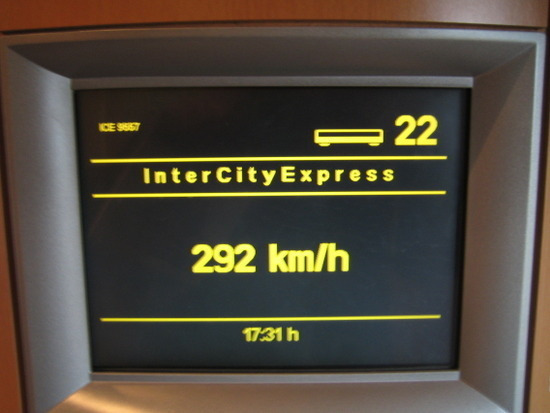 ICE 9557
22
InterCityExpress
292 km/h
17:31 h